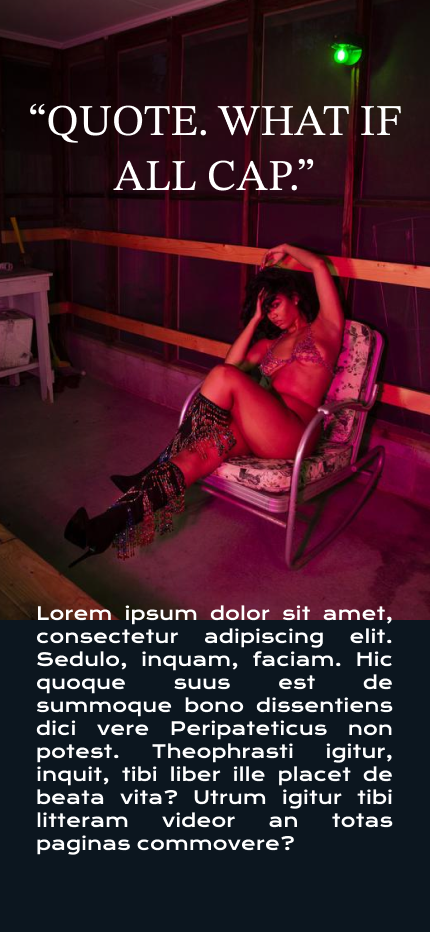 “QUOTE. WHAT IF
ALL CAP.”
Lorem ipsum dolor sit amet,
consectetur adipiscing elit.
Sedulo, inquam, faciam. Hic
quoque suus est de
summoque bono dissentiens
dici vere Peripateticus non
potest. Theophrasti igitur,
inquit, tibi liber ille placet de
beata vita? Utrum igitur tibi
litteram videor an totas
paginas commovere?